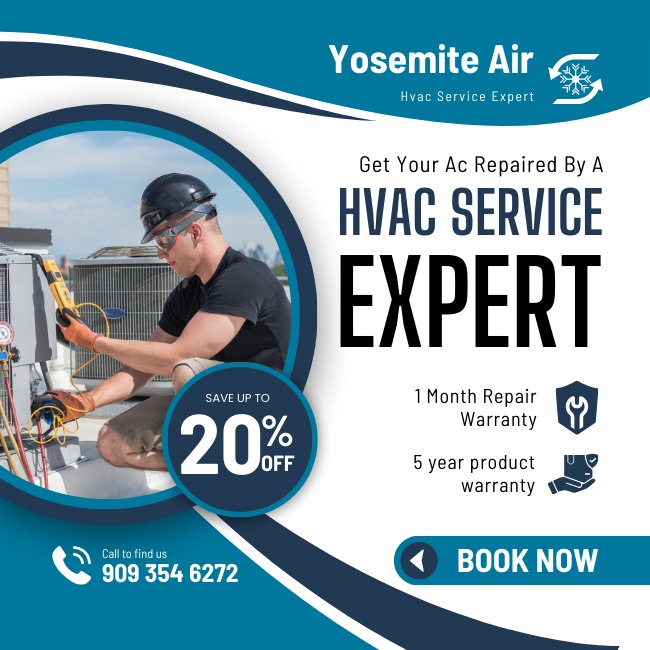 Yosemite Air
Hvac Service Expert
Get Your Ac Repaired By A
HVAC SERVICE
EXPERT
1 Month Repair
Warranty
5 year product
warranty
SAVE UP TO
20%
OFF
Call to find us
909 354 6272
BOOK NOW